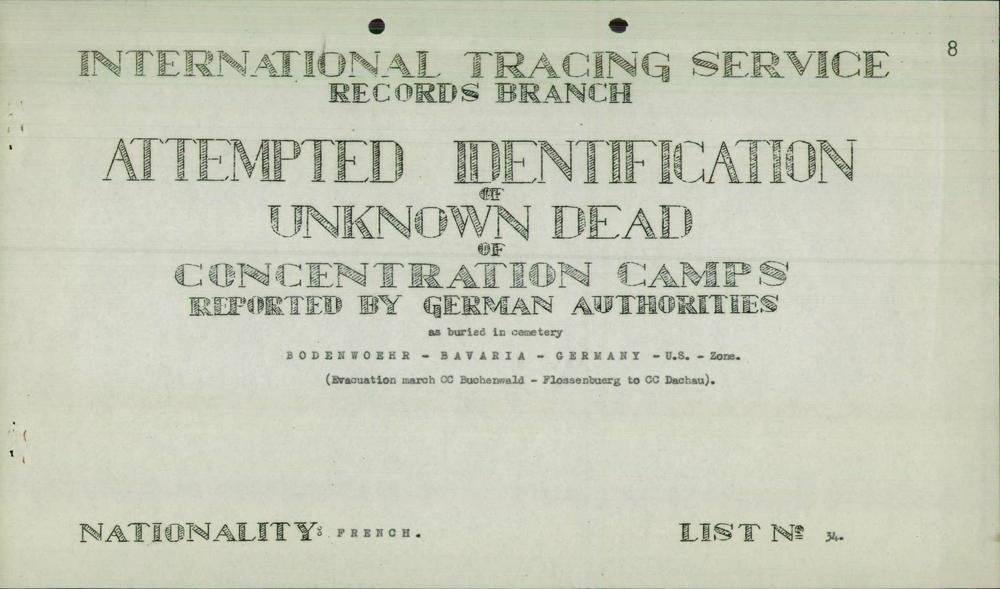 8
INTERNATIONAL TRACING SERVICE
RECORDS BRANCH
ATTEMPTED IDENTIFICATION
OF
UNKNOWN DEAD
OF
CONCENTRATION CAMPS
REPORTED BY GERMAN AUTHORITIES
as buried in cemetery
BODENWOEHR - BAVARIA - GERMANY - U.S. - Zone.
(Evacuation march CC Buchenwald - Flossenbuerg to CC Dachau).
NATIONALITY: FRENCH. LIST Nº 34.